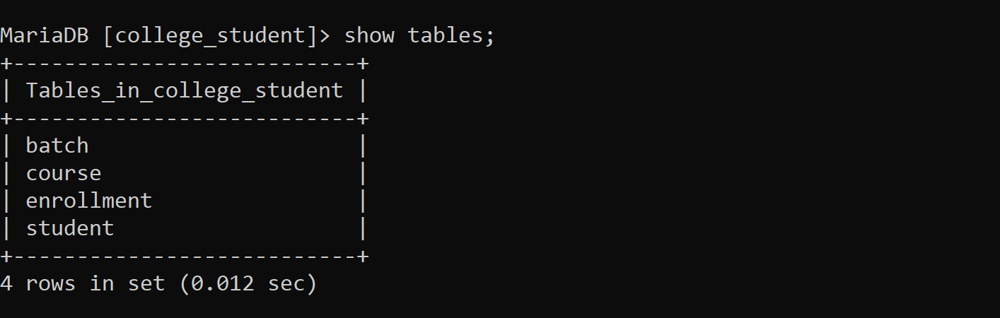 MariaDB [college_student]> show tables;
+---------------------------+
| Tables_in_college_student |
+---------------------------+
| batch                     |
| course                    |
| enrollment                |
| student                   |
+---------------------------+
4 rows in set (0.012 sec)